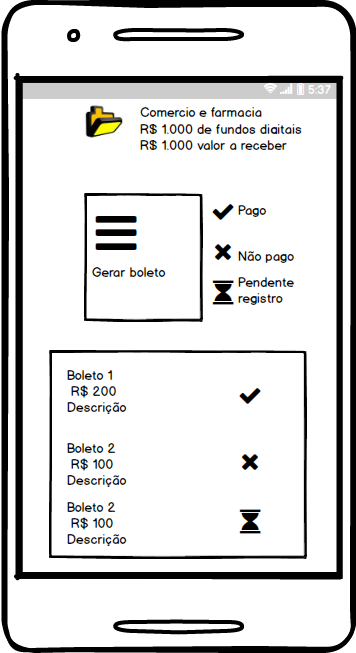 5:37
Comercio e farmacia
R$ 1.000 de fundos digitais
R$ 1.000 valor a receber
Pago
Não pago
Gerar boleto
Pendente
registro
Boleto 1
R$ 200
Descrição
Boleto 2
R$ 100
Descrição
Boleto 2
R$ 100
Descrição